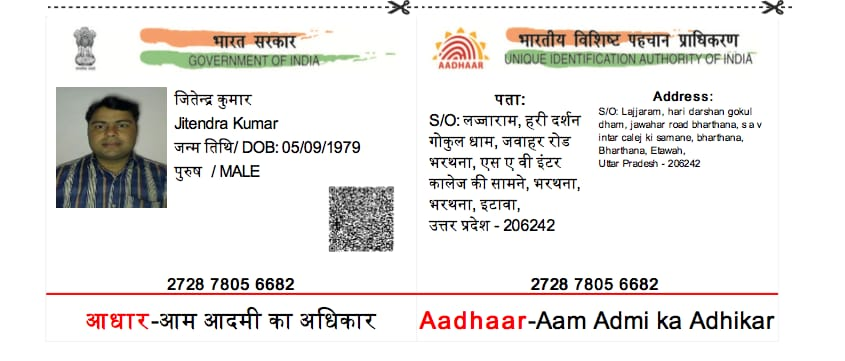 भारत सरकार
GOVERNMENT OF INDIA
जितेन्द्र कुमार
Jitendra Kumar
जन्म तिथि/ DOB: 05/09/1979
पुरुष / MALE
2728 7805 6682
आधार-आम आदमी का अधिकार
AADHAAR
भारतीय विशिष्ट पहचान प्राधिकरण
UNIQUE IDENTIFICATION AUTHORITY OF INDIA
पता:
S/O: लज्जाराम, हरी दर्शन
गोकुल धाम, जवाहर रोड
भरथना, एस ए वी इंटर
कालेज की सामने, भरथना,
भरथना, इटावा,
उत्तर प्रदेश - 206242
Address:
S/O: Lajjaram, hari darshan gokul
dham, jawahar road bharthana, s a v
intar calej ki samane, bharthana,
Bharthana, Etawah,
Uttar Pradesh - 206242
2728 7805 6682
Aadhaar-Aam Admi ka Adhikar